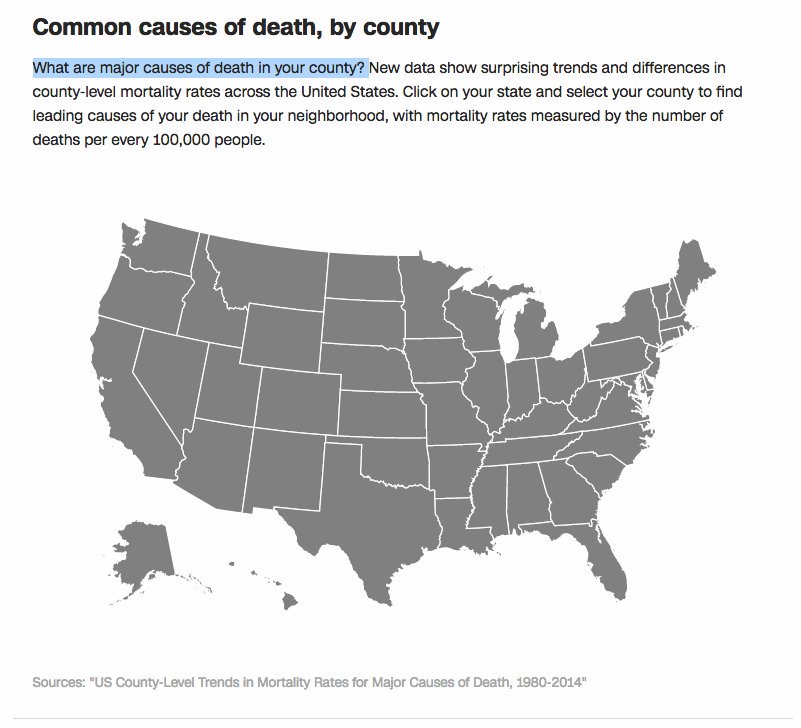 Common causes of death, by county
What are major causes of death in your county? New data show surprising trends and differences in
county-level mortality rates across the United States. Click on your state and select your county to find
leading causes of your death in your neighborhood, with mortality rates measured by the number of
deaths per every 100,000 people.
Sources: "US County-Level Trends in Mortality Rates for Major Causes of Death, 1980-2014"